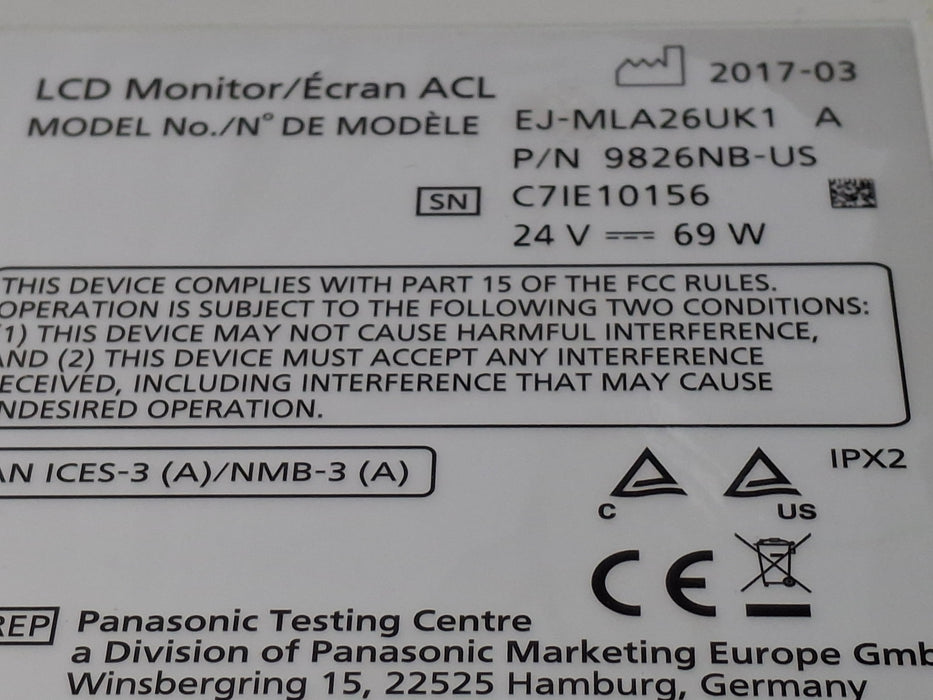 2017-03
LCD Monitor/Écran ACL
MODEL No./N° DE MODÈLE EJ-MLA26UK1 A
P/N 9826NB-US
SN C7IE10156
24 V ⎓ 69 W
THIS DEVICE COMPLIES WITH PART 15 OF THE FCC RULES.
OPERATION IS SUBJECT TO THE FOLLOWING TWO CONDITIONS:
1) THIS DEVICE MAY NOT CAUSE HARMFUL INTERFERENCE,
ND (2) THIS DEVICE MUST ACCEPT ANY INTERFERENCE
ECEIVED, INCLUDING INTERFERENCE THAT MAY CAUSE
NDESIRED OPERATION.
AN ICES-3 (A)/NMB-3 (A)
IPX2
C US
CE
REP Panasonic Testing Centre
a Division of Panasonic Marketing Europe Gmb
Winsbergring 15, 22525 Hamburg, Germany